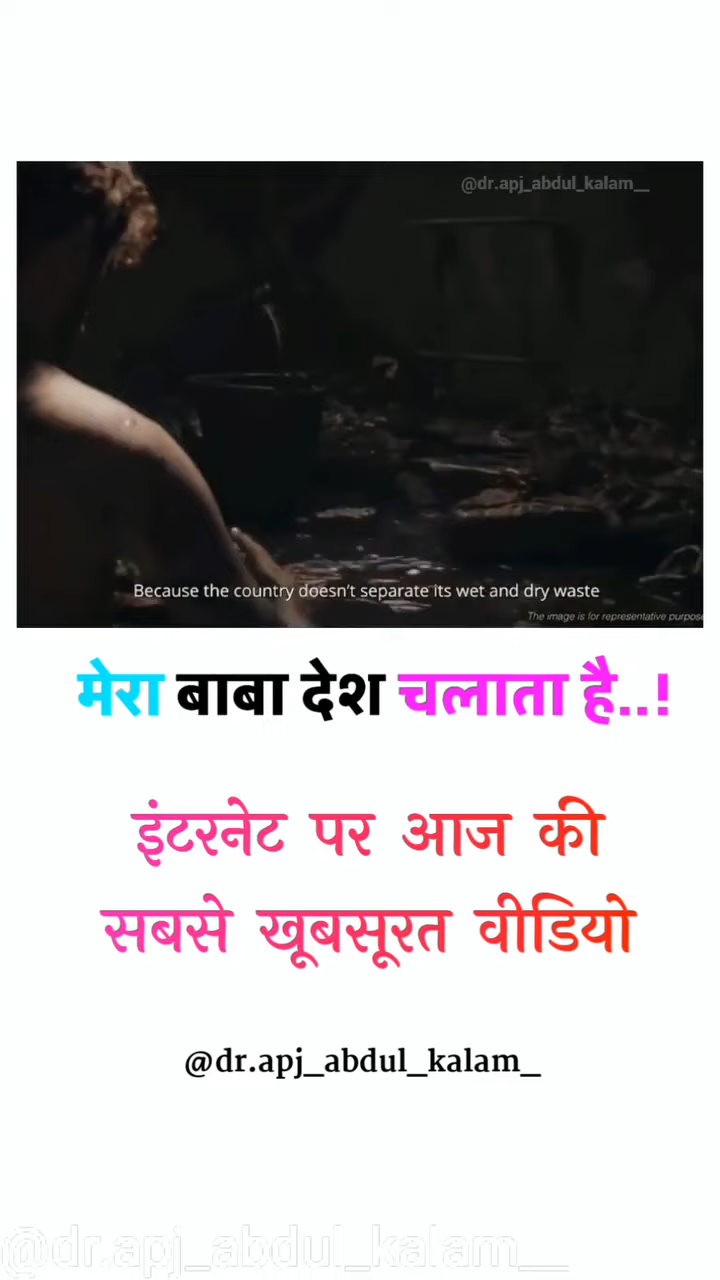 @dr.apj_abdul_kalam__
Because the country doesn't separate its wet and dry waste
The image is for representative purpose
मेरा बाबा देश चलाता है..!
इंटरनेट पर आज की
सबसे खूबसूरत वीडियो
@dr.apj_abdul_kalam_
@dr.apj_abdul_kalam__